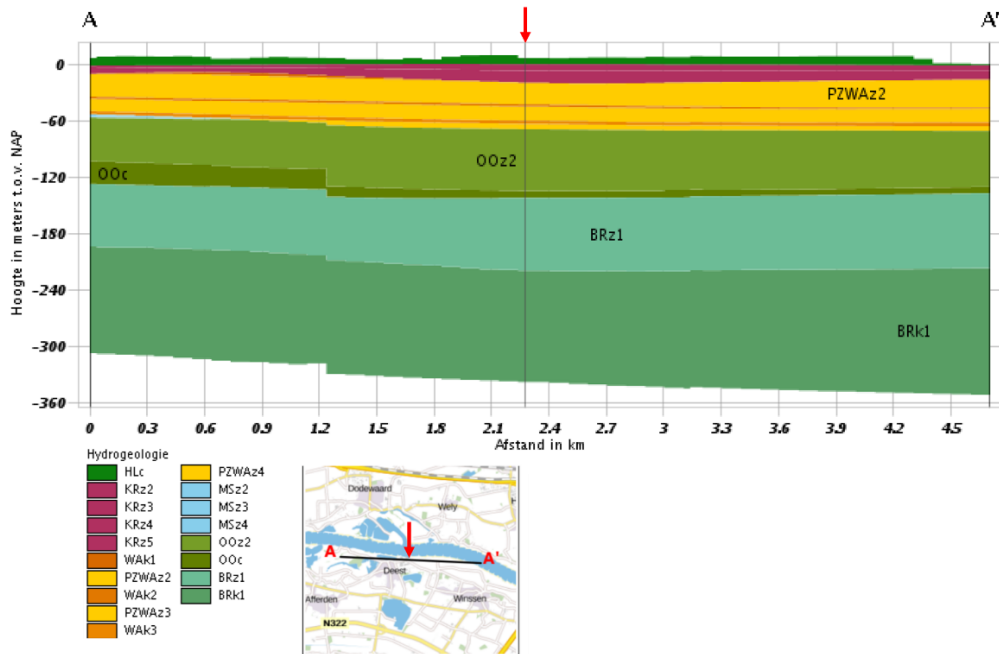 A A'
PZWAz2
OOz2
OOc
BRz1
BRk1
Hoogte in meters t.o.v. NAP
0
-60
-120
-180
-240
-300
-360
0 0.3 0.6 0.9 1.2 1.5 1.8 2.1 2.4 2.7 3 3.3 3.6 3.9 4.2 4.5
Afstand in km
Hydrogeologie
HLc
KRz2
KRz3
KRz4
KRz5
WAk1
PZWAz2
WAk2
PZWAz3
WAk3
PZWAz4
MSz2
MSz3
MSz4
OOz2
OOc
BRz1
BRk1
Dodewaard
Wely
A A'
Deest
Afferden
Winssen
N322